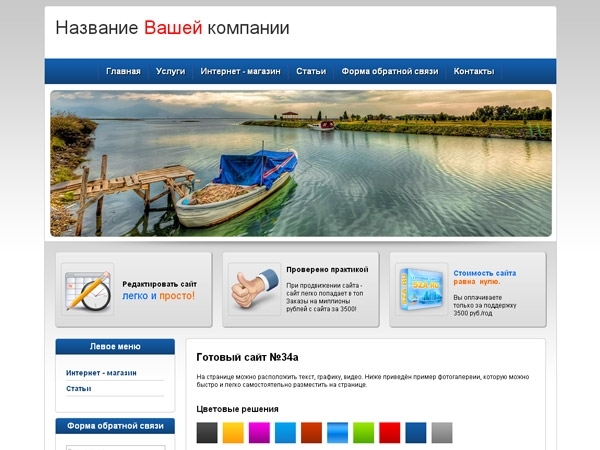 Название Вашей компании
Главная Услуги Интернет - магазин Статьи Форма обратной связи Контакты
Редактировать сайт
легко и просто!
Проверено практикой
При продвижении сайта -
сайт легко попадает в топ
Заказы на миллионы
рублей с сайта за 3500!
Стоимость сайта
равна нулю.
Вы оплачиваете
только за поддержку
3500 руб./год
Левое меню
Интернет - магазин
Статьи
Форма обратной связи
Готовый сайт №34a
На странице можно расположить текст, графику, видео. Ниже приведён пример фотогалереии, которую можно
быстро и легко самостоятельно разместить на странице.
Цветовые решения